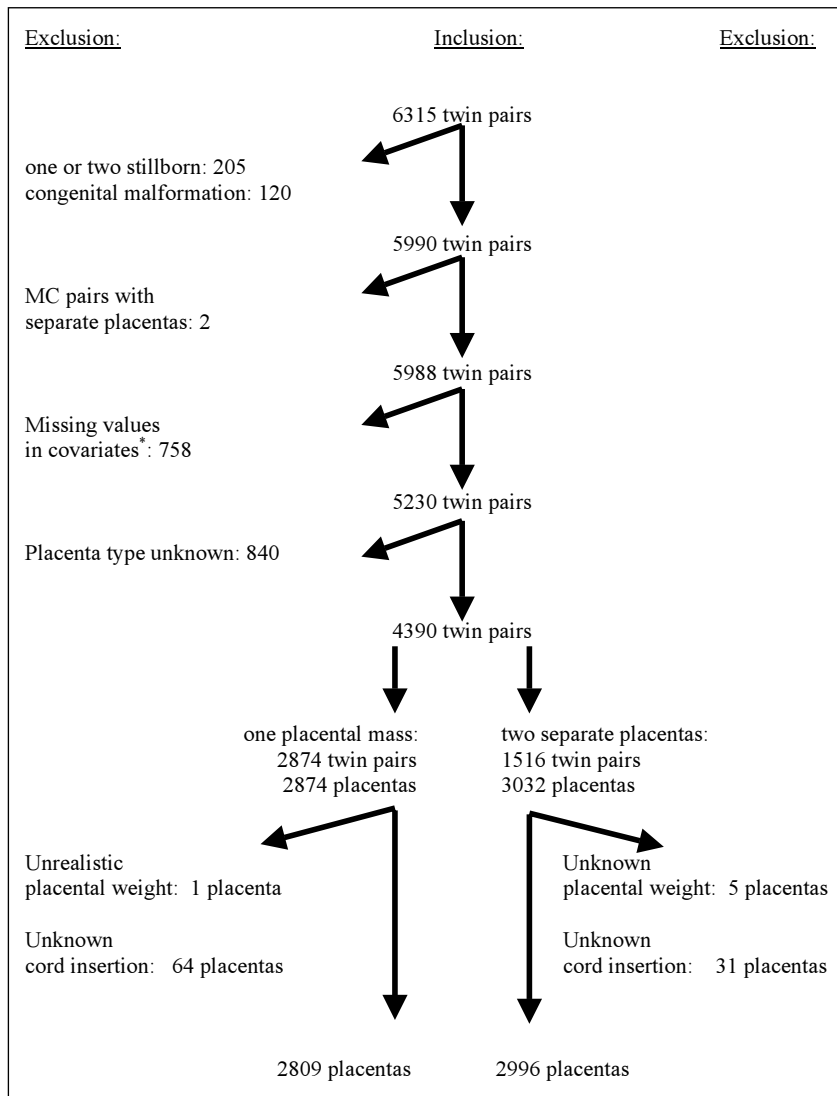 Exclusion: Inclusion: Exclusion:
6315 twin pairs
one or two stillborn: 205
congenital malformation: 120
5990 twin pairs
MC pairs with
separate placentas: 2
5988 twin pairs
Missing values
in covariates*: 758
5230 twin pairs
Placenta type unknown: 840
4390 twin pairs
one placental mass:
2874 twin pairs
2874 placentas
two separate placentas:
1516 twin pairs
3032 placentas
Unrealistic
placental weight: 1 placenta
Unknown
cord insertion: 64 placentas
Unknown
placental weight: 5 placentas
Unknown
cord insertion: 31 placentas
2809 placentas
2996 placentas